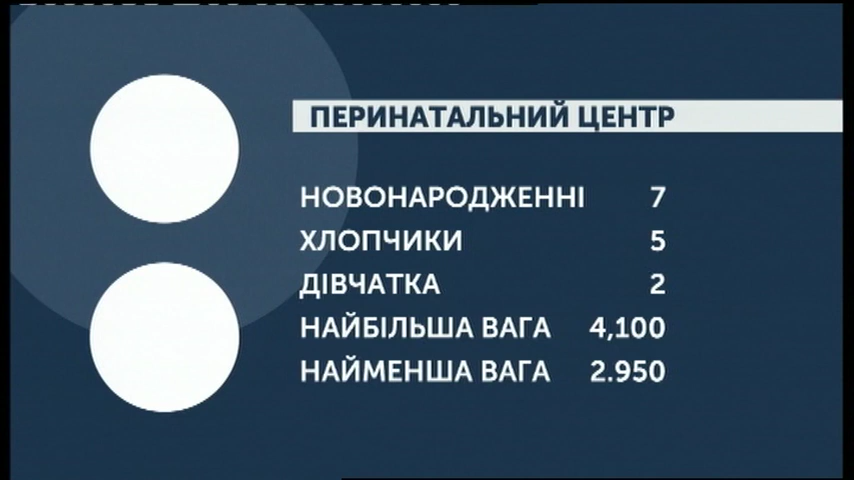 ПЕРИНАТАЛЬНИЙ ЦЕНТР
НОВОНАРОДЖЕННІ 7
ХЛОПЧИКИ 5
ДІВЧАТКА 2
НАЙБІЛЬША ВАГА 4,100
НАЙМЕНША ВАГА 2.950